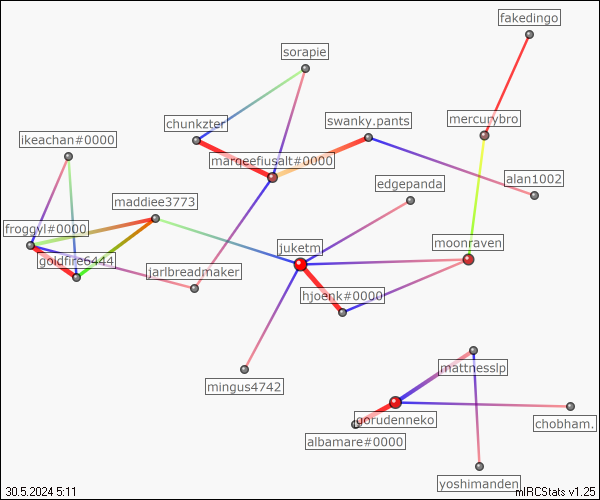 fakedingo
sorapie
chunkzter
swanky.pants
mercurybro
ikeachan#0000
marqeefiusalt#0000
edgepanda
alan1002
maddiee3773
froggyl#0000
juketm
moonraven
goldfire6444
jarlbreadmaker
hjoenk#0000
mattnesslp
mingus4742
gorudenneko
chobham.
albamare#0000
yoshimanden
30.5.2024 5:11
mIRCStats v1.25